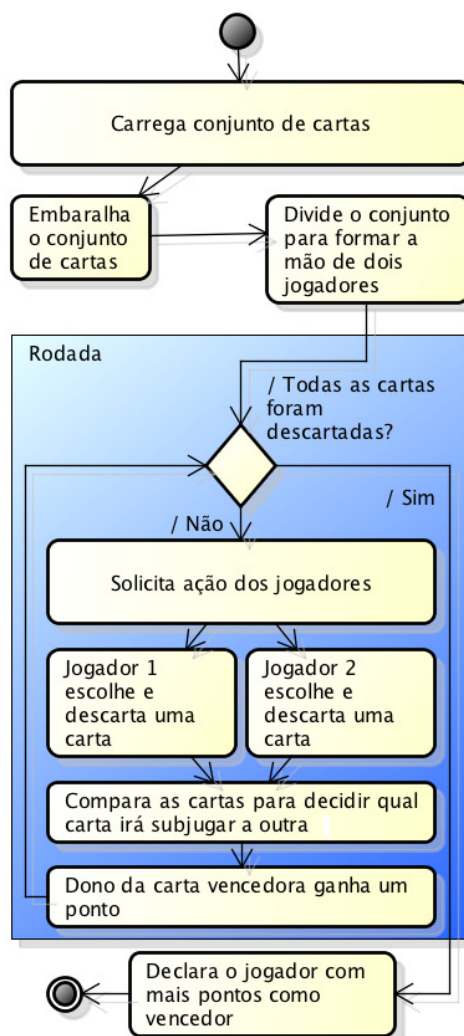 Carrega conjunto de cartas
Embaralha
o conjunto
de cartas
Divide o conjunto
para formar a
mão de dois
jogadores
Rodada
/ Todas as cartas
foram
descartadas?
/ Sim
/ Não
Solicita ação dos jogadores
Jogador 1
escolhe e
descarta uma
carta
Jogador 2
escolhe e
descarta uma
carta
Compara as cartas para decidir qual
carta irá subjugar a outra
Dono da carta vencedora ganha um
ponto
Declara o jogador com
mais pontos como
vencedor